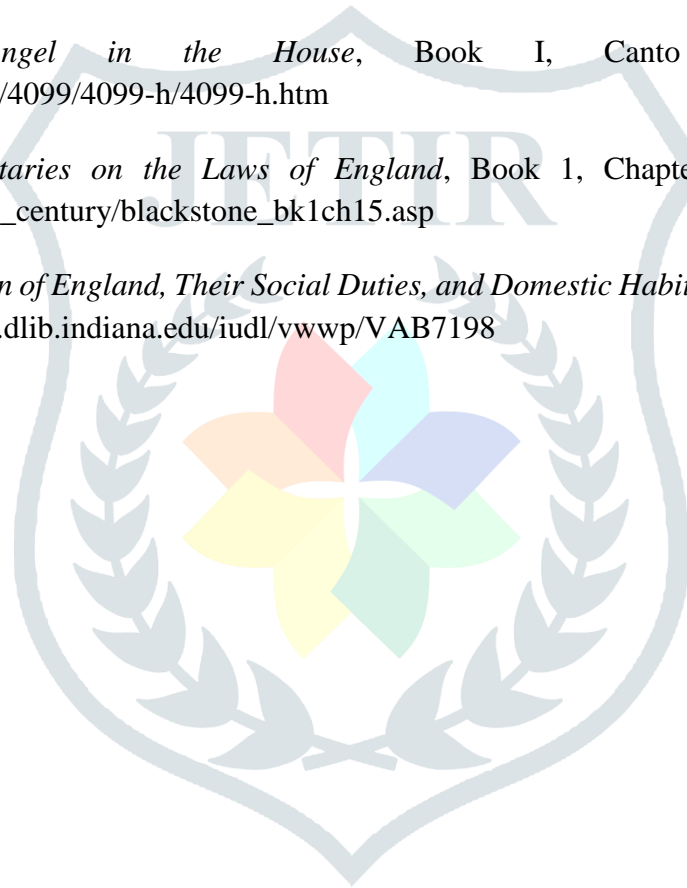 ngel in the House, Book I, Canto
/4099/4099-h/4099-h.htm
taries on the Laws of England, Book 1, Chapte
_century/blackstone_bk1ch15.asp
n of England, Their Social Duties, and Domestic Habi
.dlib.indiana.edu/iudl/vwwp/VAB7198
JETIR